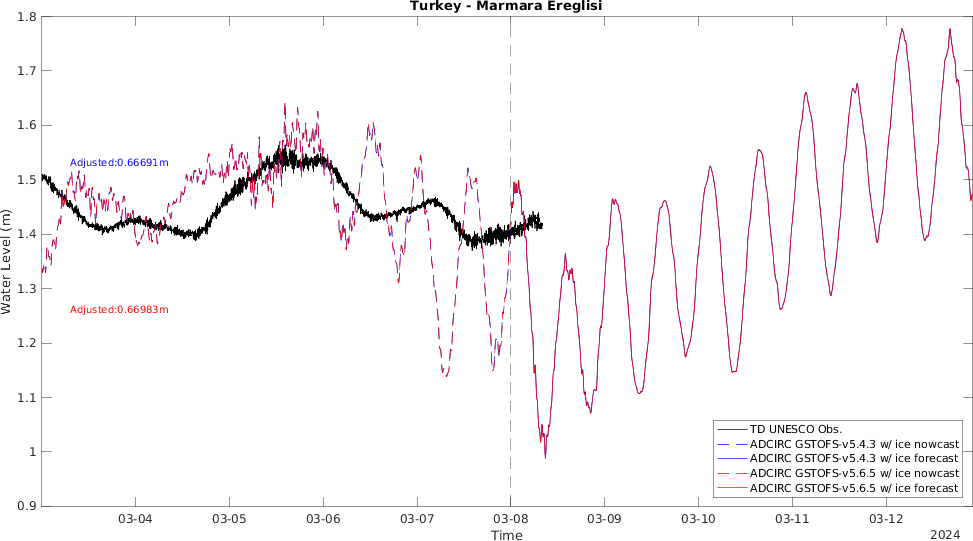 Turkey - Marmara Ereglisi
1.8
1.7
1.6
1.5
1.4
1.3
1.2
1.1
1
0.9
Water Level (m)
Adjusted:0.66691m
Adjusted:0.66983m
TD UNESCO Obs.
ADCIRC GSTOFS-v5.4.3 w/ ice nowcast
ADCIRC GSTOFS-v5.4.3 w/ ice forecast
ADCIRC GSTOFS-v5.6.5 w/ ice nowcast
ADCIRC GSTOFS-v5.6.5 w/ ice forecast
03-04 03-05 03-06 03-07 03-08 03-09 03-10 03-11 03-12
Time
2024